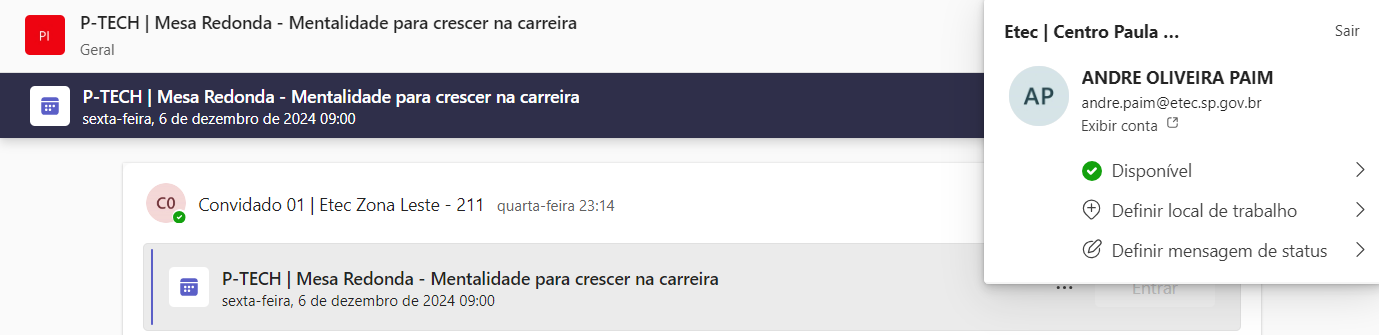 PI
P-TECH | Mesa Redonda - Mentalidade para crescer na carreira
Geral
P-TECH | Mesa Redonda - Mentalidade para crescer na carreira
sexta-feira, 6 de dezembro de 2024 09:00
C0
Convidado 01 | Etec Zona Leste - 211 quarta-feira 23:14
P-TECH | Mesa Redonda - Mentalidade para crescer na carreira
sexta-feira, 6 de dezembro de 2024 09:00
... Entrar
Etec | Centro Paula ... Sair
AP
ANDRE OLIVEIRA PAIM
andre.paim@etec.sp.gov.br
Exibir conta
Disponível
Definir local de trabalho
Definir mensagem de status